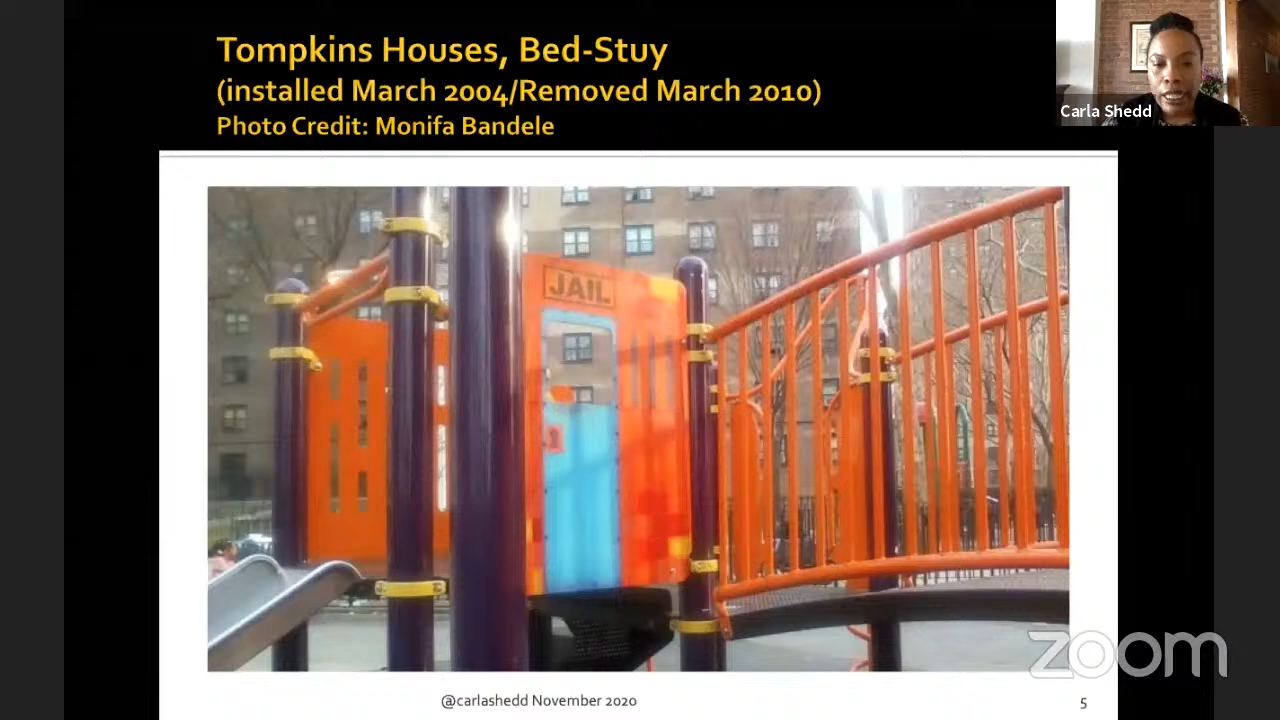 Tompkins Houses, Bed-Stuy
(installed March 2004/Removed March 2010)
Photo Credit: Monifa Bandele
Carla Shedd
JAIL
zoom
@carlashedd November 2020
5